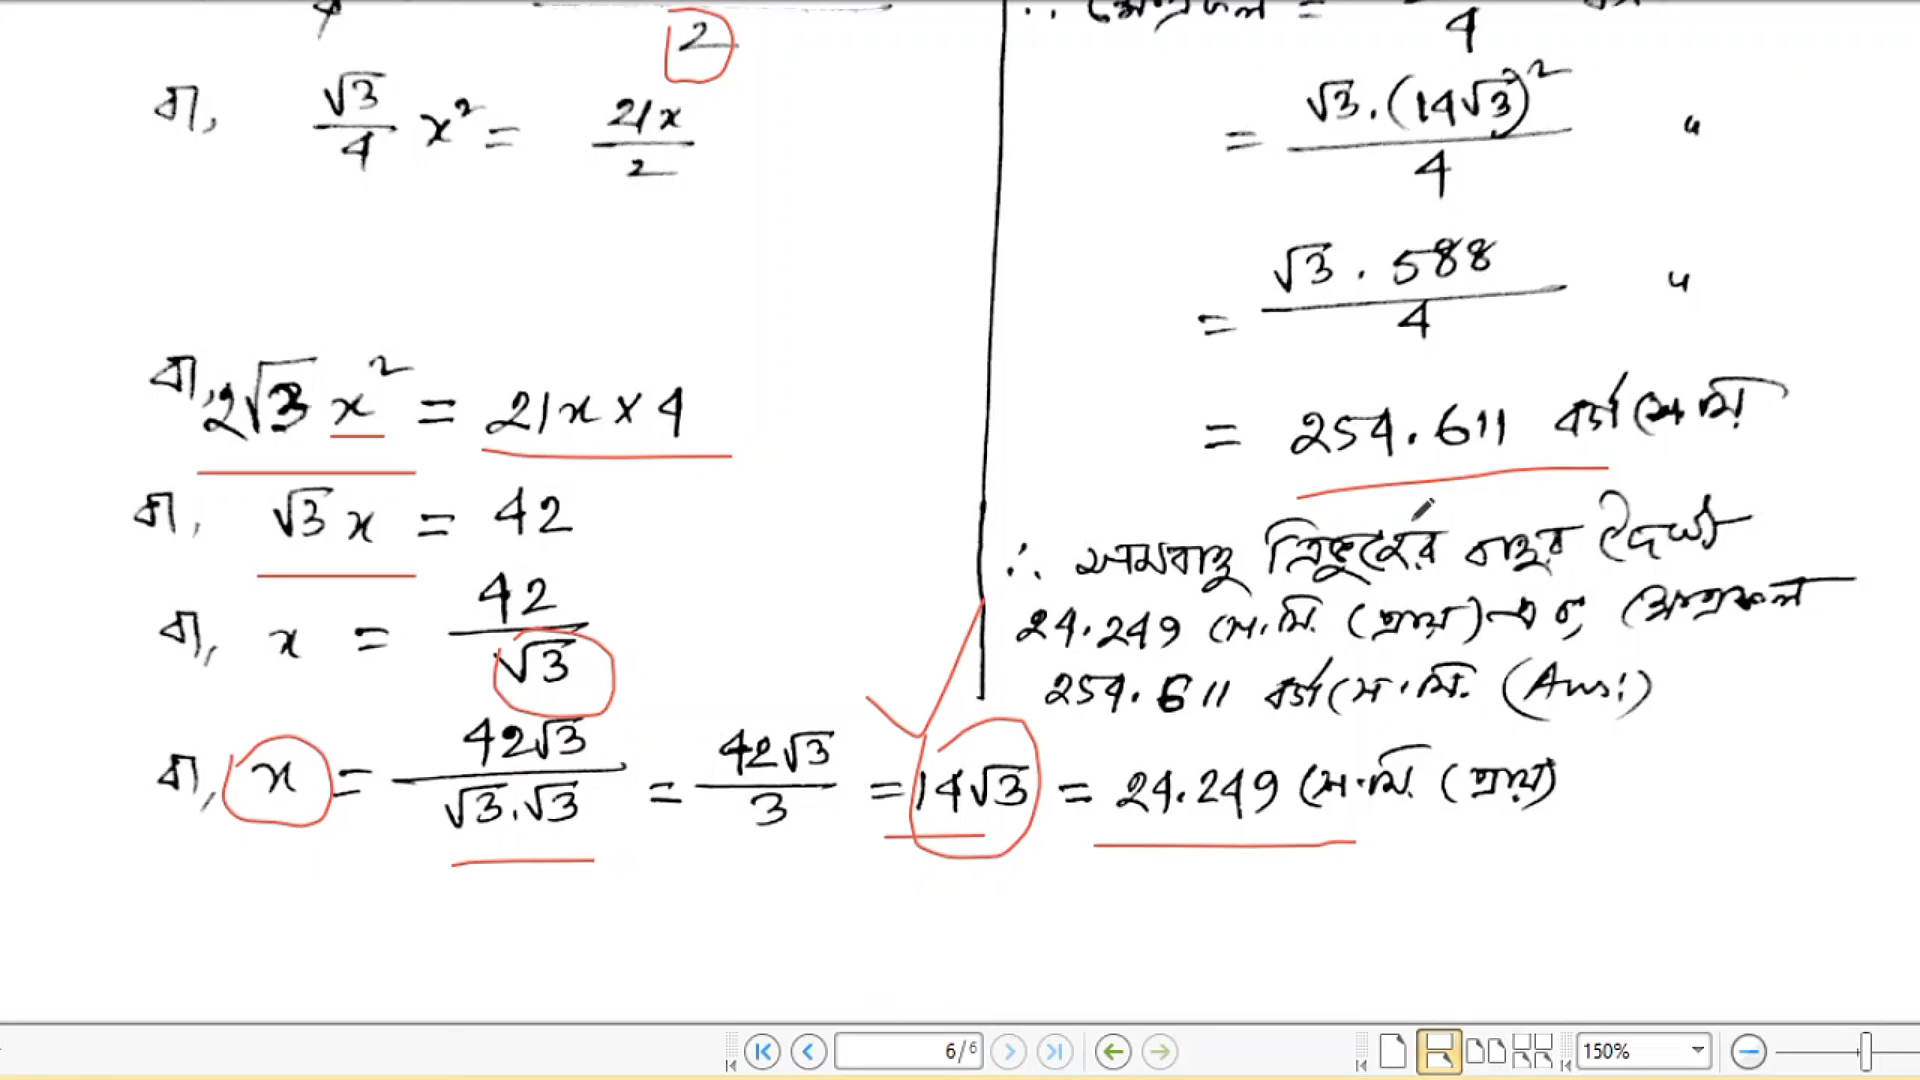 2
বা, √3/4 x² = 21x/2
বা, 2√3 x² = 21x × 4
বা, √3 x = 42
বা, x = 42/√3
বা, x = 42√3/√3.√3 = 42√3/3 = 14√3 = 24.249 সে.মি. (প্রায়)
∴ ক্ষেত্রফল = 4
= √3.(14√3)²/4 "
= √3 . 588/4 "
= 254.611 বর্গ সে.মি
∴ সমবাহু ত্রিভুজের বাহুর দৈর্ঘ্য
24.249 সে.মি. (প্রায়) এবং ক্ষেত্রফল
254.611 বর্গ সে.মি. (Ans:)
6/6
150%